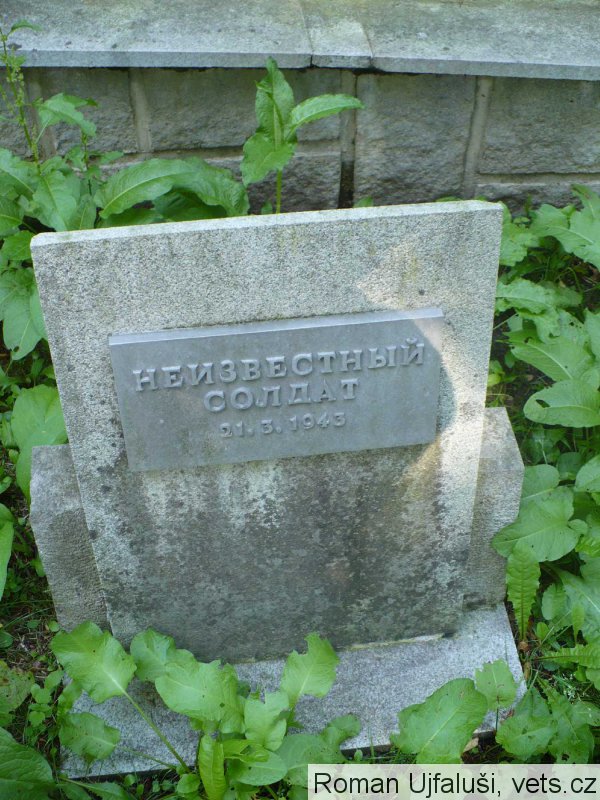 НЕИЗВЕСТНЫЙ
СОЛДАТ
21. 3. 1943
Roman Ujfaluši, vets.cz